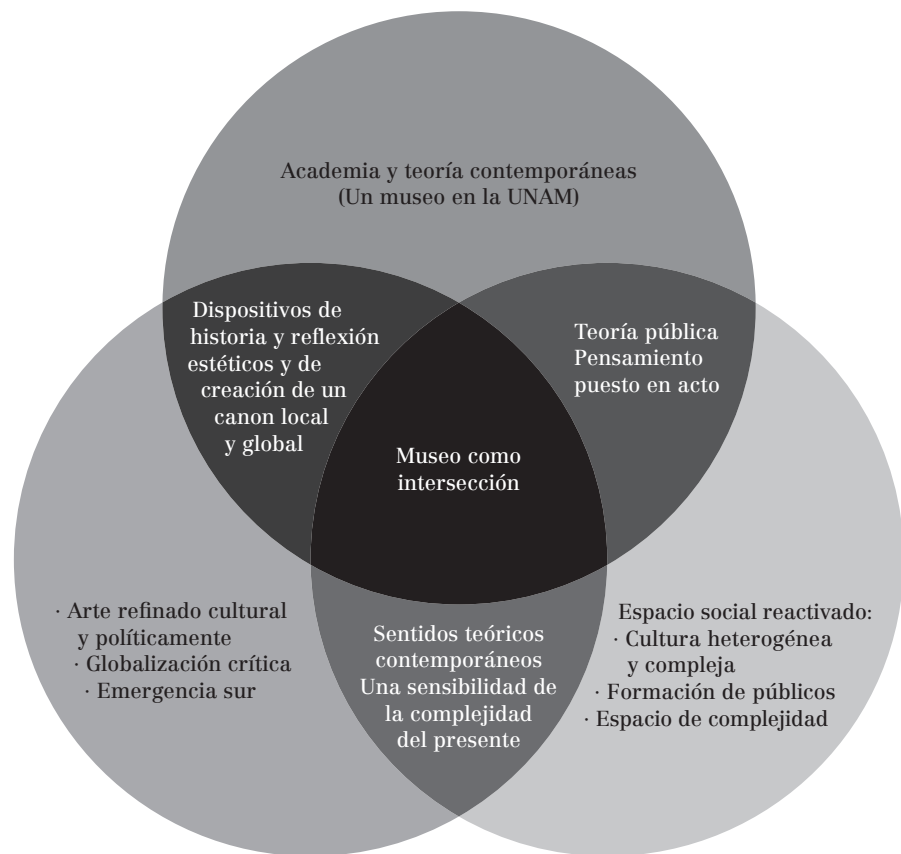 Academia y teoría contemporáneas
(Un museo en la UNAM)
Dispositivos de
historia y reflexión
estéticos y de
creación de un
canon local
y global
Teoría pública
Pensamiento
puesto en acto
Museo como
intersección
· Arte refinado cultural
y políticamente
· Globalización crítica
· Emergencia sur
Sentidos teóricos
contemporáneos
Una sensibilidad de
la complejidad
del presente
Espacio social reactivado:
· Cultura heterogénea
y compleja
· Formación de públicos
· Espacio de complejidad